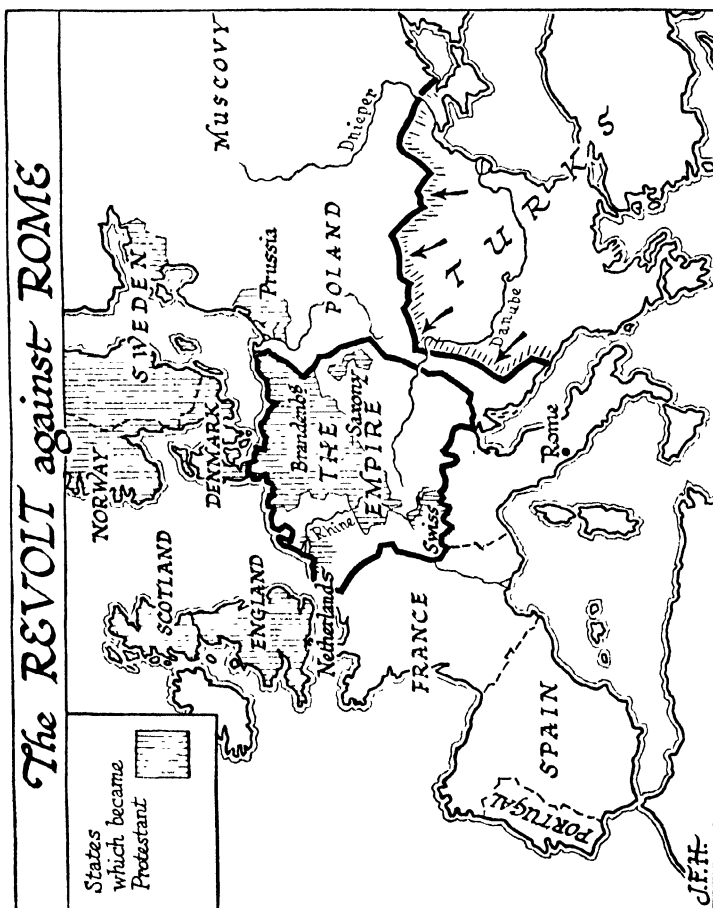 The REVOLT against ROME
States
which became
Protestant
NORWAY
SWEDEN
MUSCOVY
SCOTLAND
DENMARK
Prussia
Dnieper
ENGLAND
Brandenbg
POLAND
Netherlands
Rhine
THE
EMPIRE
Saxony
FRANCE
Swiss
Danube
TURKS
SPAIN
PORTUGAL
Rome
J.F.H.